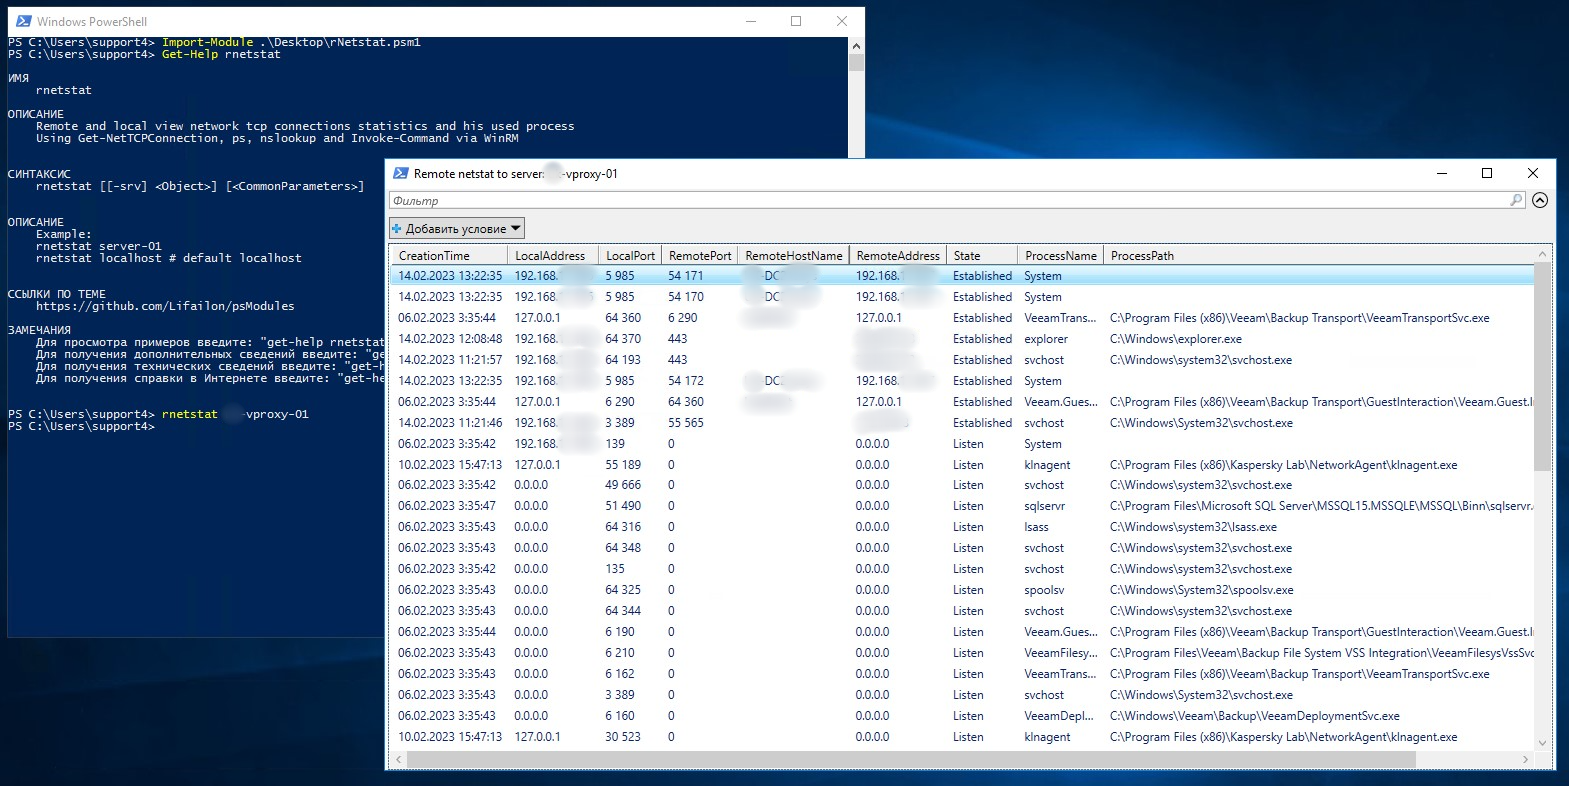 Windows PowerShell
PS C:\Users\support4> Import-Module .\Desktop\rNetstat.psm1
PS C:\Users\support4> Get-Help rnetstat
ИМЯ
rnetstat
ОПИСАНИЕ
Remote and local view network tcp connections statistics and his used process
Using Get-NetTCPConnection, ps, nslookup and Invoke-Command via WinRM
СИНТАКСИС
rnetstat [[-srv] <Object>] [<CommonParameters>]
ОПИСАНИЕ
Example:
rnetstat server-01
rnetstat localhost # default localhost
ССЫЛКИ ПО ТЕМЕ
https://github.com/Lifailon/psModules
ЗАМЕЧАНИЯ
Для просмотра примеров введите: "get-help rnetstat
Для получения дополнительных сведений введите: "ge
Для получения технических сведений введите: "get-h
Для получения справки в Интернете введите: "get-he
PS C:\Users\support4> rnetstat -vproxy-01
PS C:\Users\support4>
Remote netstat to server: -vproxy-01
Фильтр
Добавить условие
CreationTime LocalAddress LocalPort RemotePort RemoteHostName RemoteAddress State ProcessName ProcessPath
14.02.2023 13:22:35 192.168. 5 985 54 171 -DC 192.168. Established System
14.02.2023 13:22:35 192.168. 5 985 54 170 -DC 192.168. Established System
06.02.2023 3:35:44 127.0.0.1 64 360 6 290 127.0.0.1 Established VeeamTrans... C:\Program Files (x86)\Veeam\Backup Transport\VeeamTransportSvc.exe
14.02.2023 12:08:48 192.168. 64 370 443 Established explorer C:\Windows\explorer.exe
14.02.2023 11:21:57 192.168. 64 193 443 Established svchost C:\Windows\system32\svchost.exe
14.02.2023 13:22:35 192.168. 5 985 54 172 -DC 192.168. Established System
06.02.2023 3:35:44 127.0.0.1 6 290 64 360 127.0.0.1 Established Veeam.Gues... C:\Program Files (x86)\Veeam\Backup Transport\GuestInteraction\Veeam.Guest.I
14.02.2023 11:21:46 192.168. 3 389 55 565 Established svchost C:\Windows\System32\svchost.exe
06.02.2023 3:35:42 192.168. 139 0 0.0.0.0 Listen System
10.02.2023 15:47:13 127.0.0.1 55 189 0 0.0.0.0 Listen klnagent C:\Program Files (x86)\Kaspersky Lab\NetworkAgent\klnagent.exe
06.02.2023 3:35:42 0.0.0.0 49 666 0 0.0.0.0 Listen svchost C:\Windows\system32\svchost.exe
06.02.2023 3:35:47 0.0.0.0 51 490 0 0.0.0.0 Listen sqlservr C:\Program Files\Microsoft SQL Server\MSSQL15.MSSQLE\MSSQL\Binn\sqlservr.
06.02.2023 3:35:43 0.0.0.0 64 316 0 0.0.0.0 Listen lsass C:\Windows\system32\lsass.exe
06.02.2023 3:35:43 0.0.0.0 64 348 0 0.0.0.0 Listen svchost C:\Windows\system32\svchost.exe
06.02.2023 3:35:42 0.0.0.0 135 0 0.0.0.0 Listen svchost C:\Windows\system32\svchost.exe
06.02.2023 3:35:43 0.0.0.0 64 325 0 0.0.0.0 Listen spoolsv C:\Windows\System32\spoolsv.exe
06.02.2023 3:35:43 0.0.0.0 64 344 0 0.0.0.0 Listen svchost C:\Windows\system32\svchost.exe
06.02.2023 3:35:44 0.0.0.0 6 190 0 0.0.0.0 Listen Veeam.Gues... C:\Program Files (x86)\Veeam\Backup Transport\GuestInteraction\Veeam.Guest.I
06.02.2023 3:35:43 0.0.0.0 6 210 0 0.0.0.0 Listen VeeamFilesy... C:\Program Files\Veeam\Backup File System VSS Integration\VeeamFilesysVssSvc
06.02.2023 3:35:43 0.0.0.0 6 162 0 0.0.0.0 Listen VeeamTrans... C:\Program Files (x86)\Veeam\Backup Transport\VeeamTransportSvc.exe
06.02.2023 3:35:43 0.0.0.0 3 389 0 0.0.0.0 Listen svchost C:\Windows\System32\svchost.exe
06.02.2023 3:35:43 0.0.0.0 6 160 0 0.0.0.0 Listen VeeamDepl... C:\Windows\Veeam\Backup\VeeamDeploymentSvc.exe
10.02.2023 15:47:13 127.0.0.1 30 523 0 0.0.0.0 Listen klnagent C:\Program Files (x86)\Kaspersky Lab\NetworkAgent\klnagent.exe